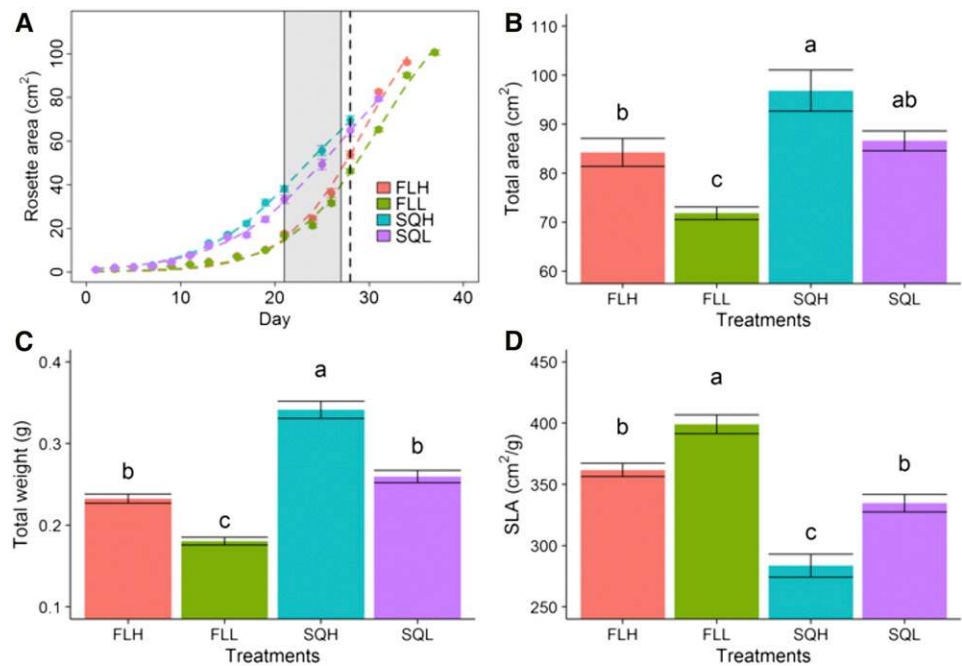 A
Rosette area (cm²)
100
80
60
40
20
0
FLH
FLL
SQH
SQL
0
10
20
30
40
Day
B
Total area (cm²)
100
90
80
70
60
b
c
a
ab
FLH
FLL
SQH
SQL
Treatments
C
Total weight (g)
0.4
0.3
0.2
0.1
b
c
a
b
FLH
FLL
SQH
SQL
Treatments
D
SLA (cm²/g)
450
400
350
300
250
b
a
c
b
FLH
FLL
SQH
SQL
Treatments